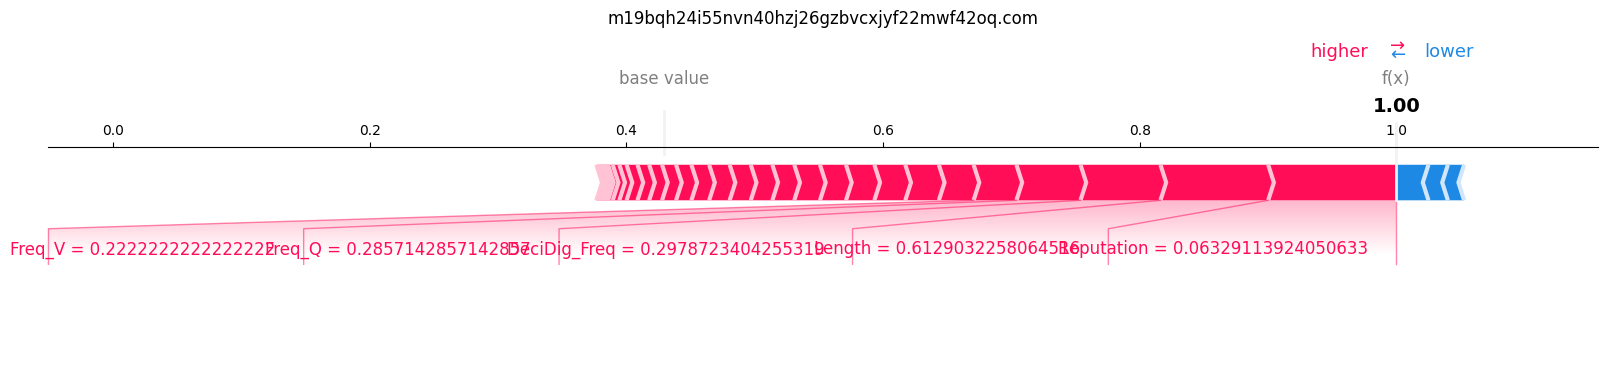 m19bqh24i55nvn40hzj26gzbvcxjyf22mwf42oq.com
higher ⇄ lower
base value f(x)
1.00
0.0 0.2 0.4 0.6 0.8 1.0
Freq_V = 0.2222222222222222 Freq_Q = 0.2857142857142857 DeciDig_Freq = 0.2978723404255319 Length = 0.6129032258064516 Reputation = 0.06329113924050633